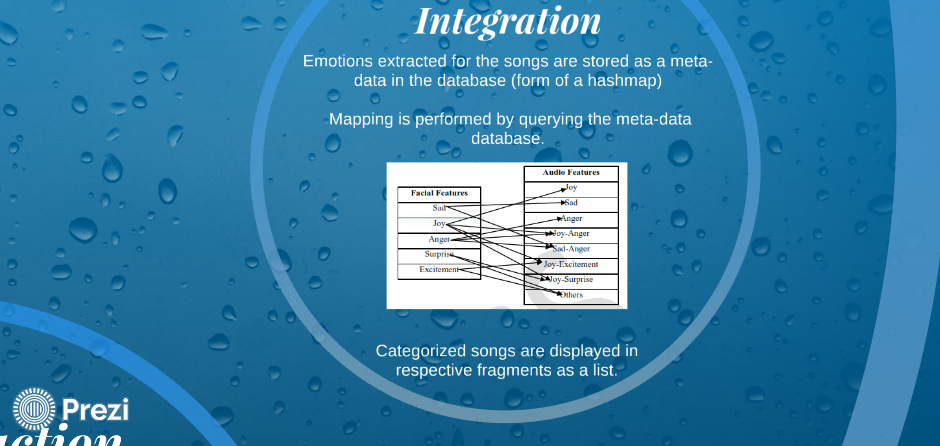 Integration
Emotions extracted for the songs are stored as a meta-
data in the database (form of a hashmap)
Mapping is performed by querying the meta-data
database.
Audio Features
Joy
Sad
Anger
Joy-Anger
Sad-Anger
Joy-Excitement
Joy-Surprise
Others
Facial Features
Sad
Joy
Anger
Surprise
Excitement
Categorized songs are displayed in
respective fragments as a list.
Prezi